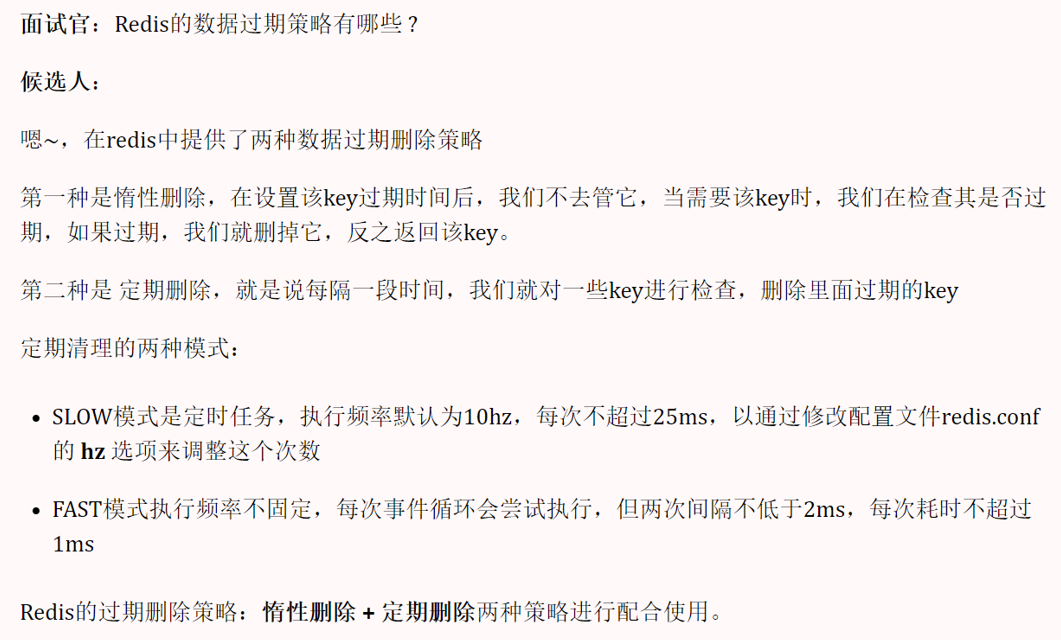 面试官：Redis的数据过期策略有哪些？
候选人：
嗯~，在redis中提供了两种数据过期删除策略
第一种是惰性删除，在设置该key过期时间后，我们不去管它，当需要该key时，我们在检查其是否过
期，如果过期，我们就删掉它，反之返回该key。
第二种是 定期删除，就是说每隔一段时间，我们就对一些key进行检查，删除里面过期的key
定期清理的两种模式：
• SLOW模式是定时任务，执行频率默认为10hz，每次不超过25ms，以通过修改配置文件redis.conf
的 hz 选项来调整这个次数
• FAST模式执行频率不固定，每次事件循环会尝试执行，但两次间隔不低于2ms，每次耗时不超过
1ms
Redis的过期删除策略：惰性删除 + 定期删除两种策略进行配合使用。